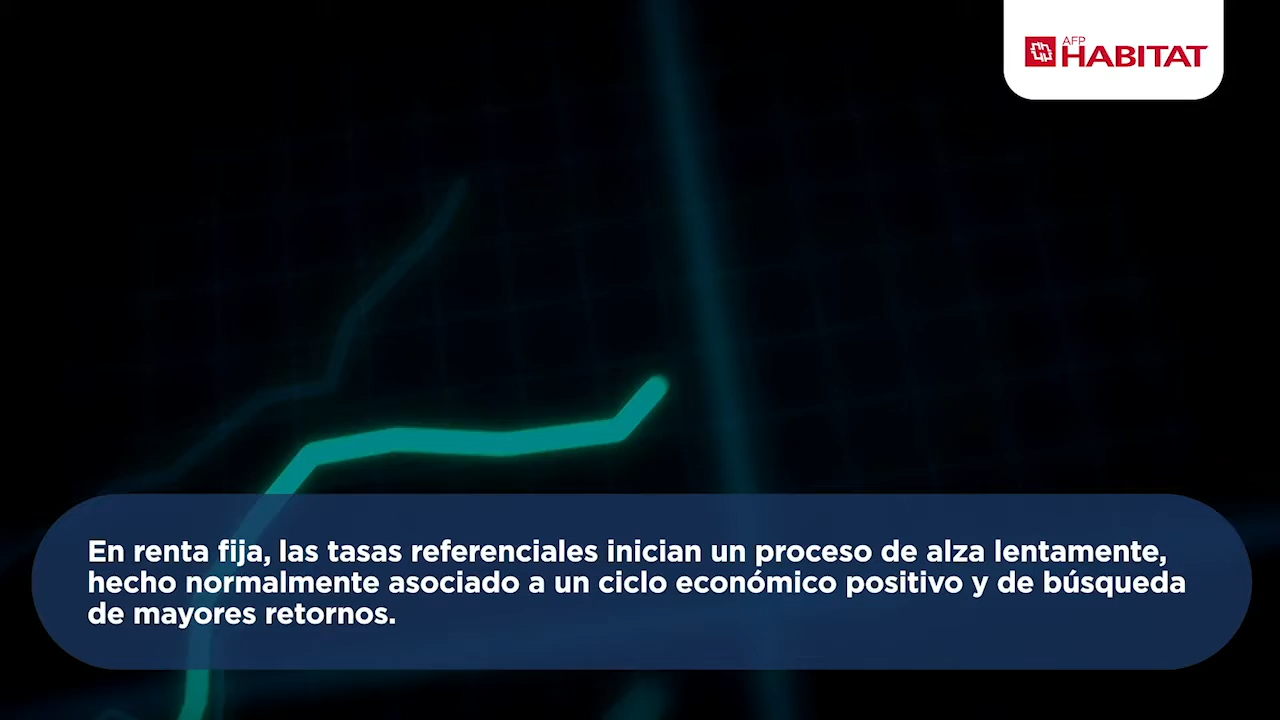 AFP
HABITAT
En renta fija, las tasas referenciales inician un proceso de alza lentamente,
hecho normalmente asociado a un ciclo económico positivo y de búsqueda
de mayores retornos.